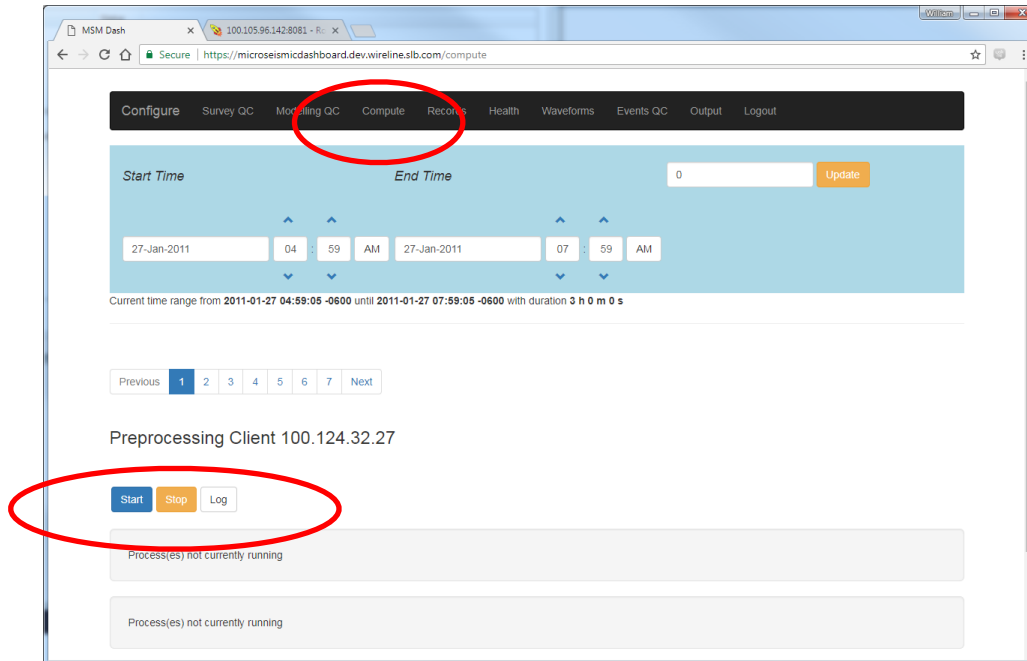 William
MSM Dash
100.105.96.142:8081 - Re
Secure https://microseismicdashboard.dev.wireline.slb.com/compute
Configure Survey QC Modelling QC Compute Records Health Waveforms Events QC Output Logout
Start Time End Time 0 Update
27-Jan-2011 04 : 59 AM 27-Jan-2011 07 : 59 AM
Current time range from 2011-01-27 04:59:05 -0600 until 2011-01-27 07:59:05 -0600 with duration 3 h 0 m 0 s
Previous 1 2 3 4 5 6 7 Next
Preprocessing Client 100.124.32.27
Start Stop Log
Process(es) not currently running
Process(es) not currently running